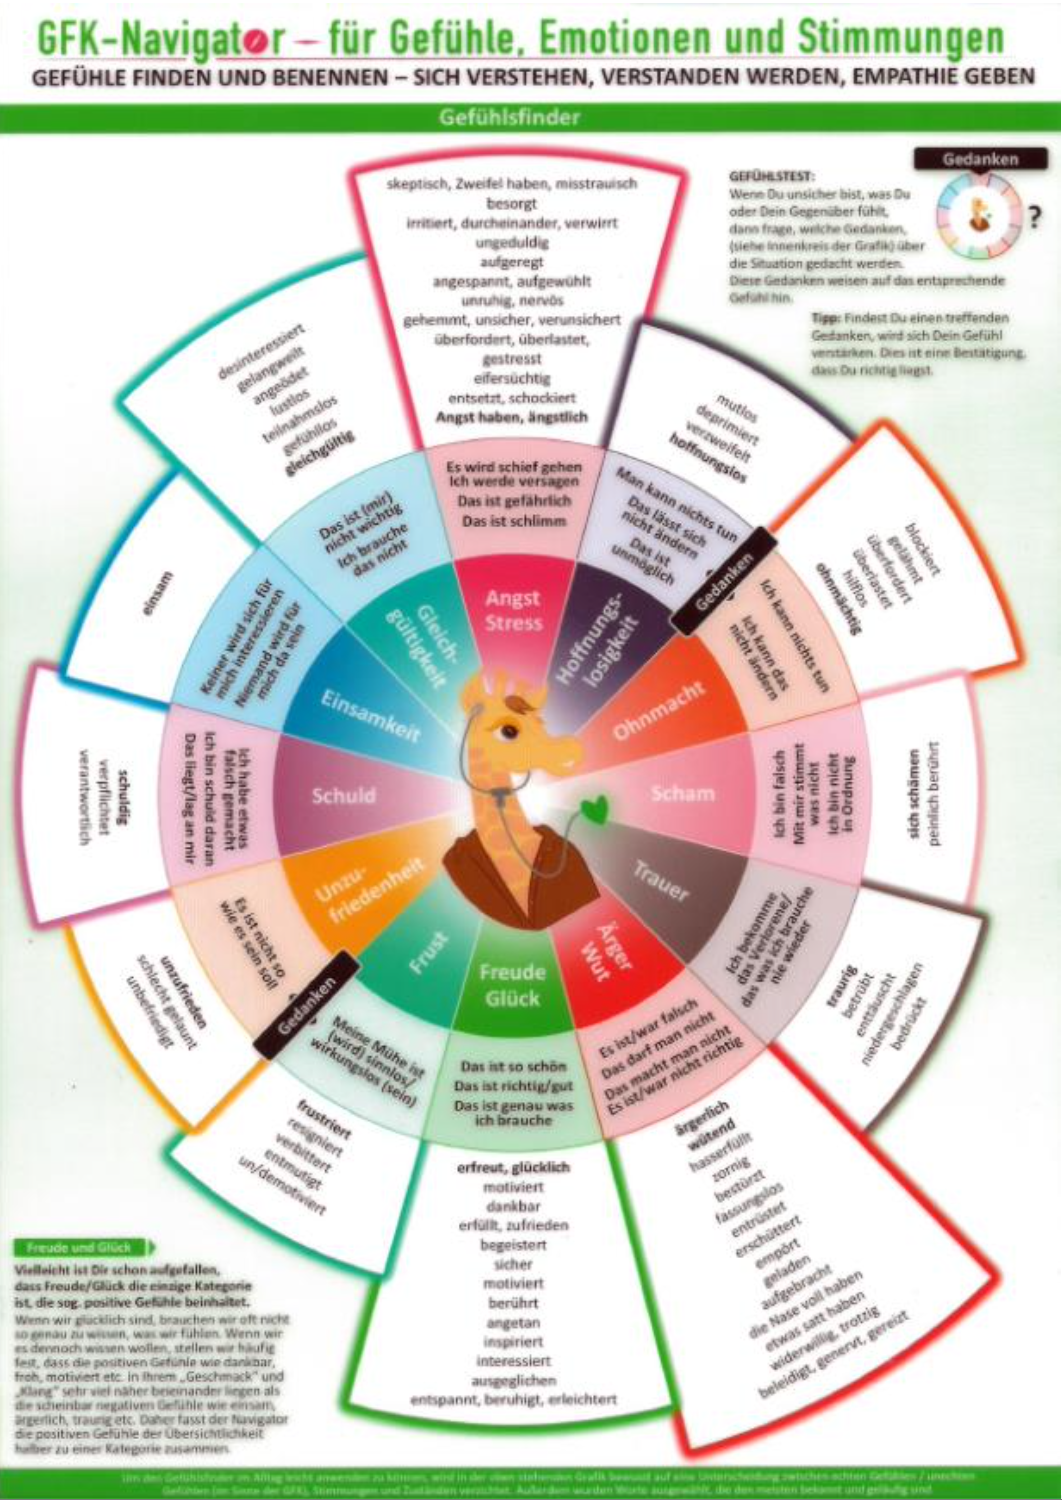 GFK-Navigator – für Gefühle, Emotionen und Stimmungen
GEFÜHLE FINDEN UND BENENNEN – SICH VERSTEHEN, VERSTANDEN WERDEN, EMPATHIE GEBEN
Gefühlsfinder
Gedanken
?
GEFÜHLSTEST:
Wenn Du unsicher bist, was Du
oder Dein Gegenüber fühlt,
dann frage, welche Gedanken,
(siehe Innenkreis der Grafik) über
die Situation gedacht werden.
Diese Gedanken weisen auf das entsprechende
Gefühl hin.
Tipp: Findest Du einen treffenden
Gedanken, wird sich Dein Gefühl
verstärken. Dies ist eine Bestätigung,
dass Du richtig liegst.
skeptisch, Zweifel haben, misstrauisch
besorgt
irritiert, durcheinander, verwirrt
ungeduldig
aufgeregt
angespannt, aufgewühlt
unruhig, nervös
gehemmt, unsicher, verunsichert
überfordert, überlastet,
gestresst
eifersüchtig
entsetzt, schockiert
Angst haben, ängstlich
Es wird schief gehen
Ich werde versagen
Das ist gefährlich
Das ist schlimm
Angst
Stress
mutlos
deprimiert
verzweifelt
hoffnungslos
Man kann nichts tun
Das lässt sich
nicht ändern
Das ist
unmöglich
Hoffnungs-
losigkeit
Gedanken
blockiert
gelähmt
überfordert
überlastet
hilflos
ohnmächtig
Ich kann nichts tun
Ich kann das
nicht ändern
Ohnmacht
sich schämen
peinlich berührt
Ich bin falsch
Mit mir stimmt
was nicht
Ich bin nicht
in Ordnung
Scham
traurig
betrübt
enttäuscht
niedergeschlagen
bedrückt
Ich bekomme
das Verlorene/
das was ich brauche
nie wieder
Trauer
Ärger
Wut
Es ist/war falsch
Das darf man nicht
Das macht man nicht
Es ist/war nicht richtig
ärgerlich
wütend
hasserfüllt
zornig
bestürzt
fassungslos
entrüstet
erschüttert
empört
geladen
aufgebracht
die Nase voll haben
etwas satt haben
widerwillig, trotzig
beleidigt, genervt, gereizt
Freude
Glück
Das ist so schön
Das ist richtig/gut
Das ist genau was
ich brauche
erfreut, glücklich
motiviert
dankbar
erfüllt, zufrieden
begeistert
sicher
motiviert
berührt
angetan
inspiriert
interessiert
ausgeglichen
entspannt, beruhigt, erleichtert
Frust
Meine Mühe ist
(wird) sinnlos/
wirkungslos (sein)
frustriert
resigniert
verbittert
entmutigt
un/demotiviert
Gedanken
Unzu-
friedenheit
Es ist nicht so
wie es sein soll
unzufrieden
schlecht gelaunt
unbefriedigt
Schuld
Ich habe etwas
falsch gemacht
Ich bin schuld daran
Das liegt/lag an mir
schuldig
verpflichtet
verantwortlich
Einsamkeit
Keiner wird sich für
mich interessieren
Niemand wird für
mich da sein
einsam
Gleich-
gültigkeit
Das ist (mir)
nicht wichtig
Ich brauche
das nicht
desinteressiert
gelangweilt
angeödet
lustlos
teilnahmslos
gefühllos
gleichgültig
Freude und Glück
Vielleicht ist Dir schon aufgefallen,
dass Freude/Glück die einzige Kategorie
ist, die sog. positive Gefühle beinhaltet.
Wenn wir glücklich sind, brauchen wir oft nicht
so genau zu wissen, was wir fühlen. Wenn wir
es dennoch wissen wollen, stellen wir häufig
fest, dass die positiven Gefühle wie dankbar,
froh, motiviert etc. in Ihrem „Geschmack" und
„Klang" sehr viel näher beieinander liegen als
die scheinbar negativen Gefühle wie einsam,
ärgerlich, traurig etc. Daher fasst der Navigator
die positiven Gefühle der Übersichtlichkeit
halber zu einer Kategorie zusammen.
Um den Gefühlsfinder im Alltag leicht anwenden zu können, wird in der oben stehenden Grafik bewusst auf eine Unterscheidung zwischen echten Gefühlen / unechten
Gefühlen (im Sinne der GFK), Stimmungen und Zuständen verzichtet. Außerdem wurden Worte ausgewählt, die den meisten bekannt und geläufig sind.